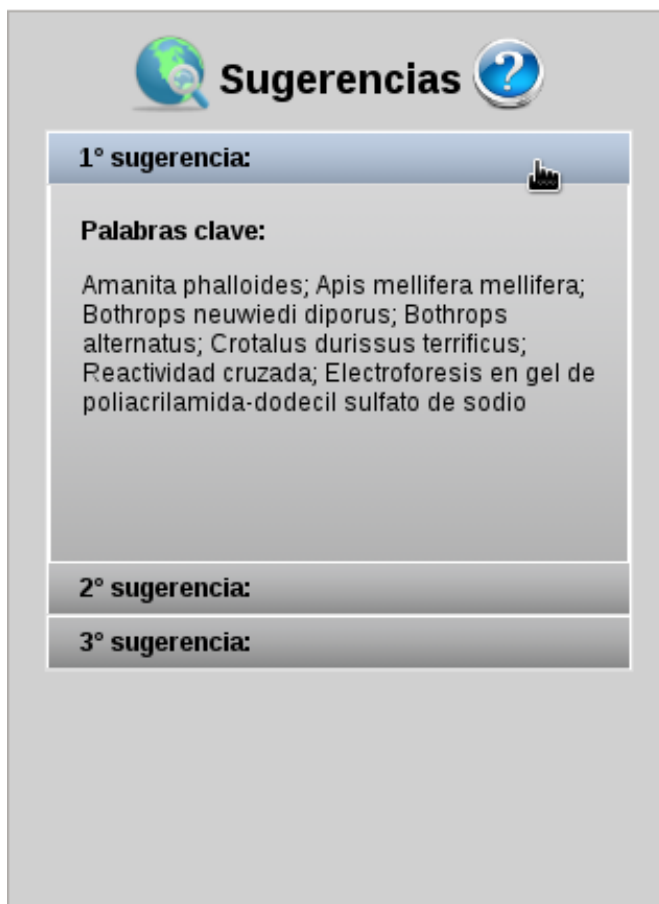 Sugerencias ?
1° sugerencia:
Palabras clave:
Amanita phalloides; Apis mellifera mellifera;
Bothrops neuwiedi diporus; Bothrops
alternatus; Crotalus durissus terrificus;
Reactividad cruzada; Electroforesis en gel de
poliacrilamida-dodecil sulfato de sodio
2° sugerencia:
3° sugerencia: